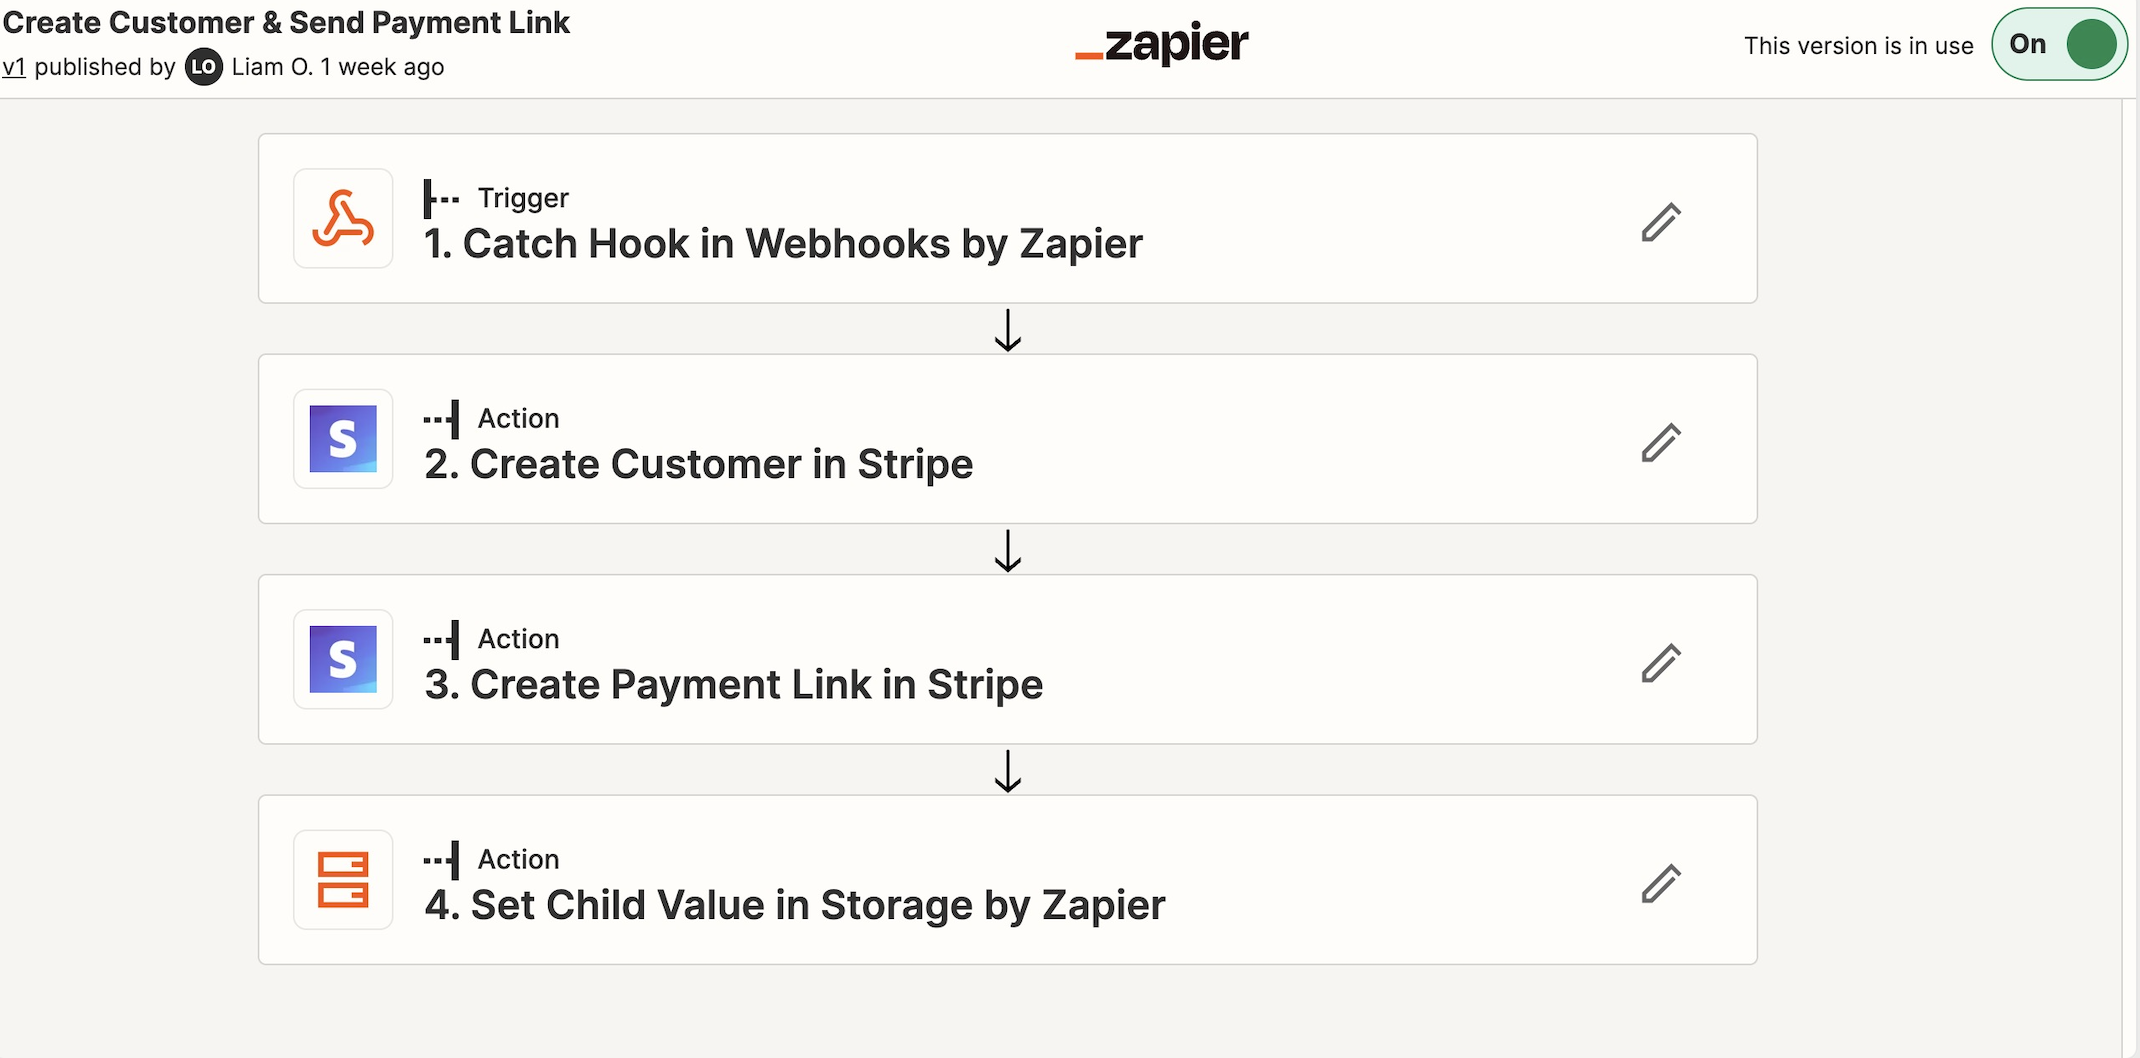 Create Customer & Send Payment Link
v1 published by LO Liam O. 1 week ago
zapier
This version is in use
On
Trigger
1. Catch Hook in Webhooks by Zapier
S
Action
2. Create Customer in Stripe
S
Action
3. Create Payment Link in Stripe
Action
4. Set Child Value in Storage by Zapier